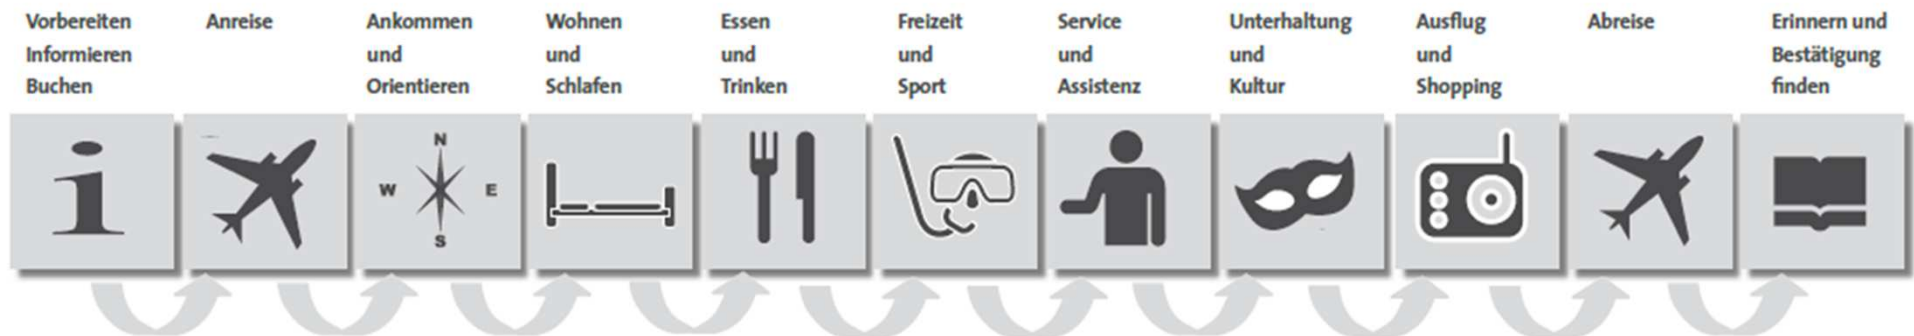 Vorbereiten
Informieren
Buchen
Anreise
Ankommen
und
Orientieren
Wohnen
und
Schlafen
Essen
und
Trinken
Freizeit
und
Sport
Service
und
Assistenz
Unterhaltung
und
Kultur
Ausflug
und
Shopping
Abreise
Erinnern und
Bestätigung
finden
i
N
W E
S